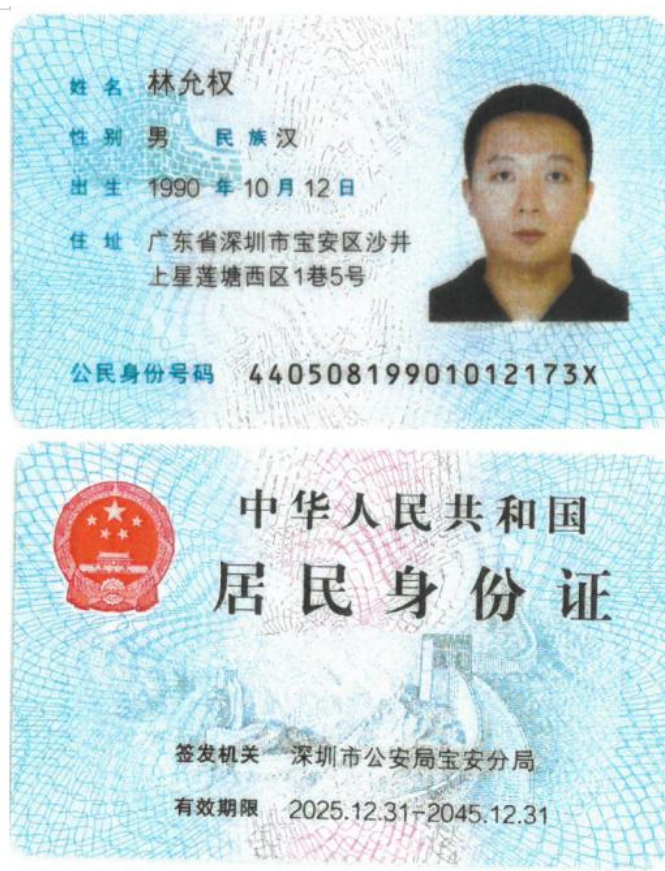 姓名 林允权
性别 男 民族 汉
出生 1990 年 10 月 12 日
住址 广东省深圳市宝安区沙井
上星莲塘西区1巷5号
公民身份号码 44050819901012173X
中华人民共和国
居民身份证
签发机关 深圳市公安局宝安分局
有效期限 2025.12.31-2045.12.31